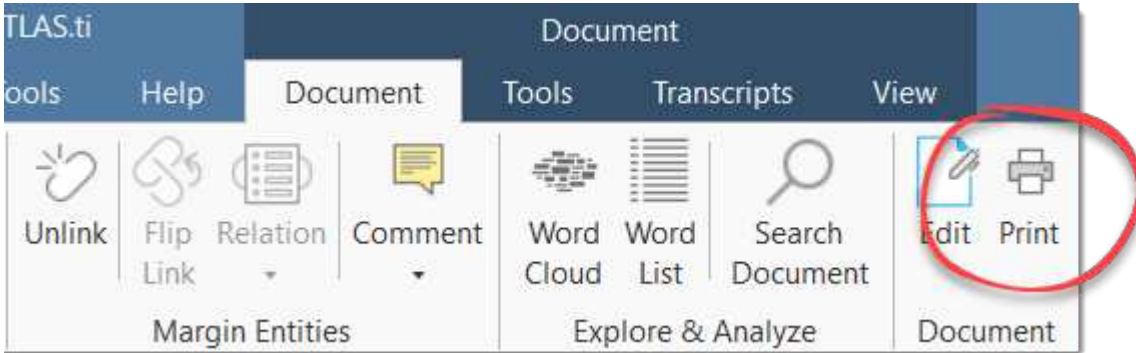 TLAS.ti Document
ools Help Document Tools Transcripts View
Unlink Flip Link Relation Comment Word Cloud Word List Search Document Edit Print
Margin Entities Explore & Analyze Document